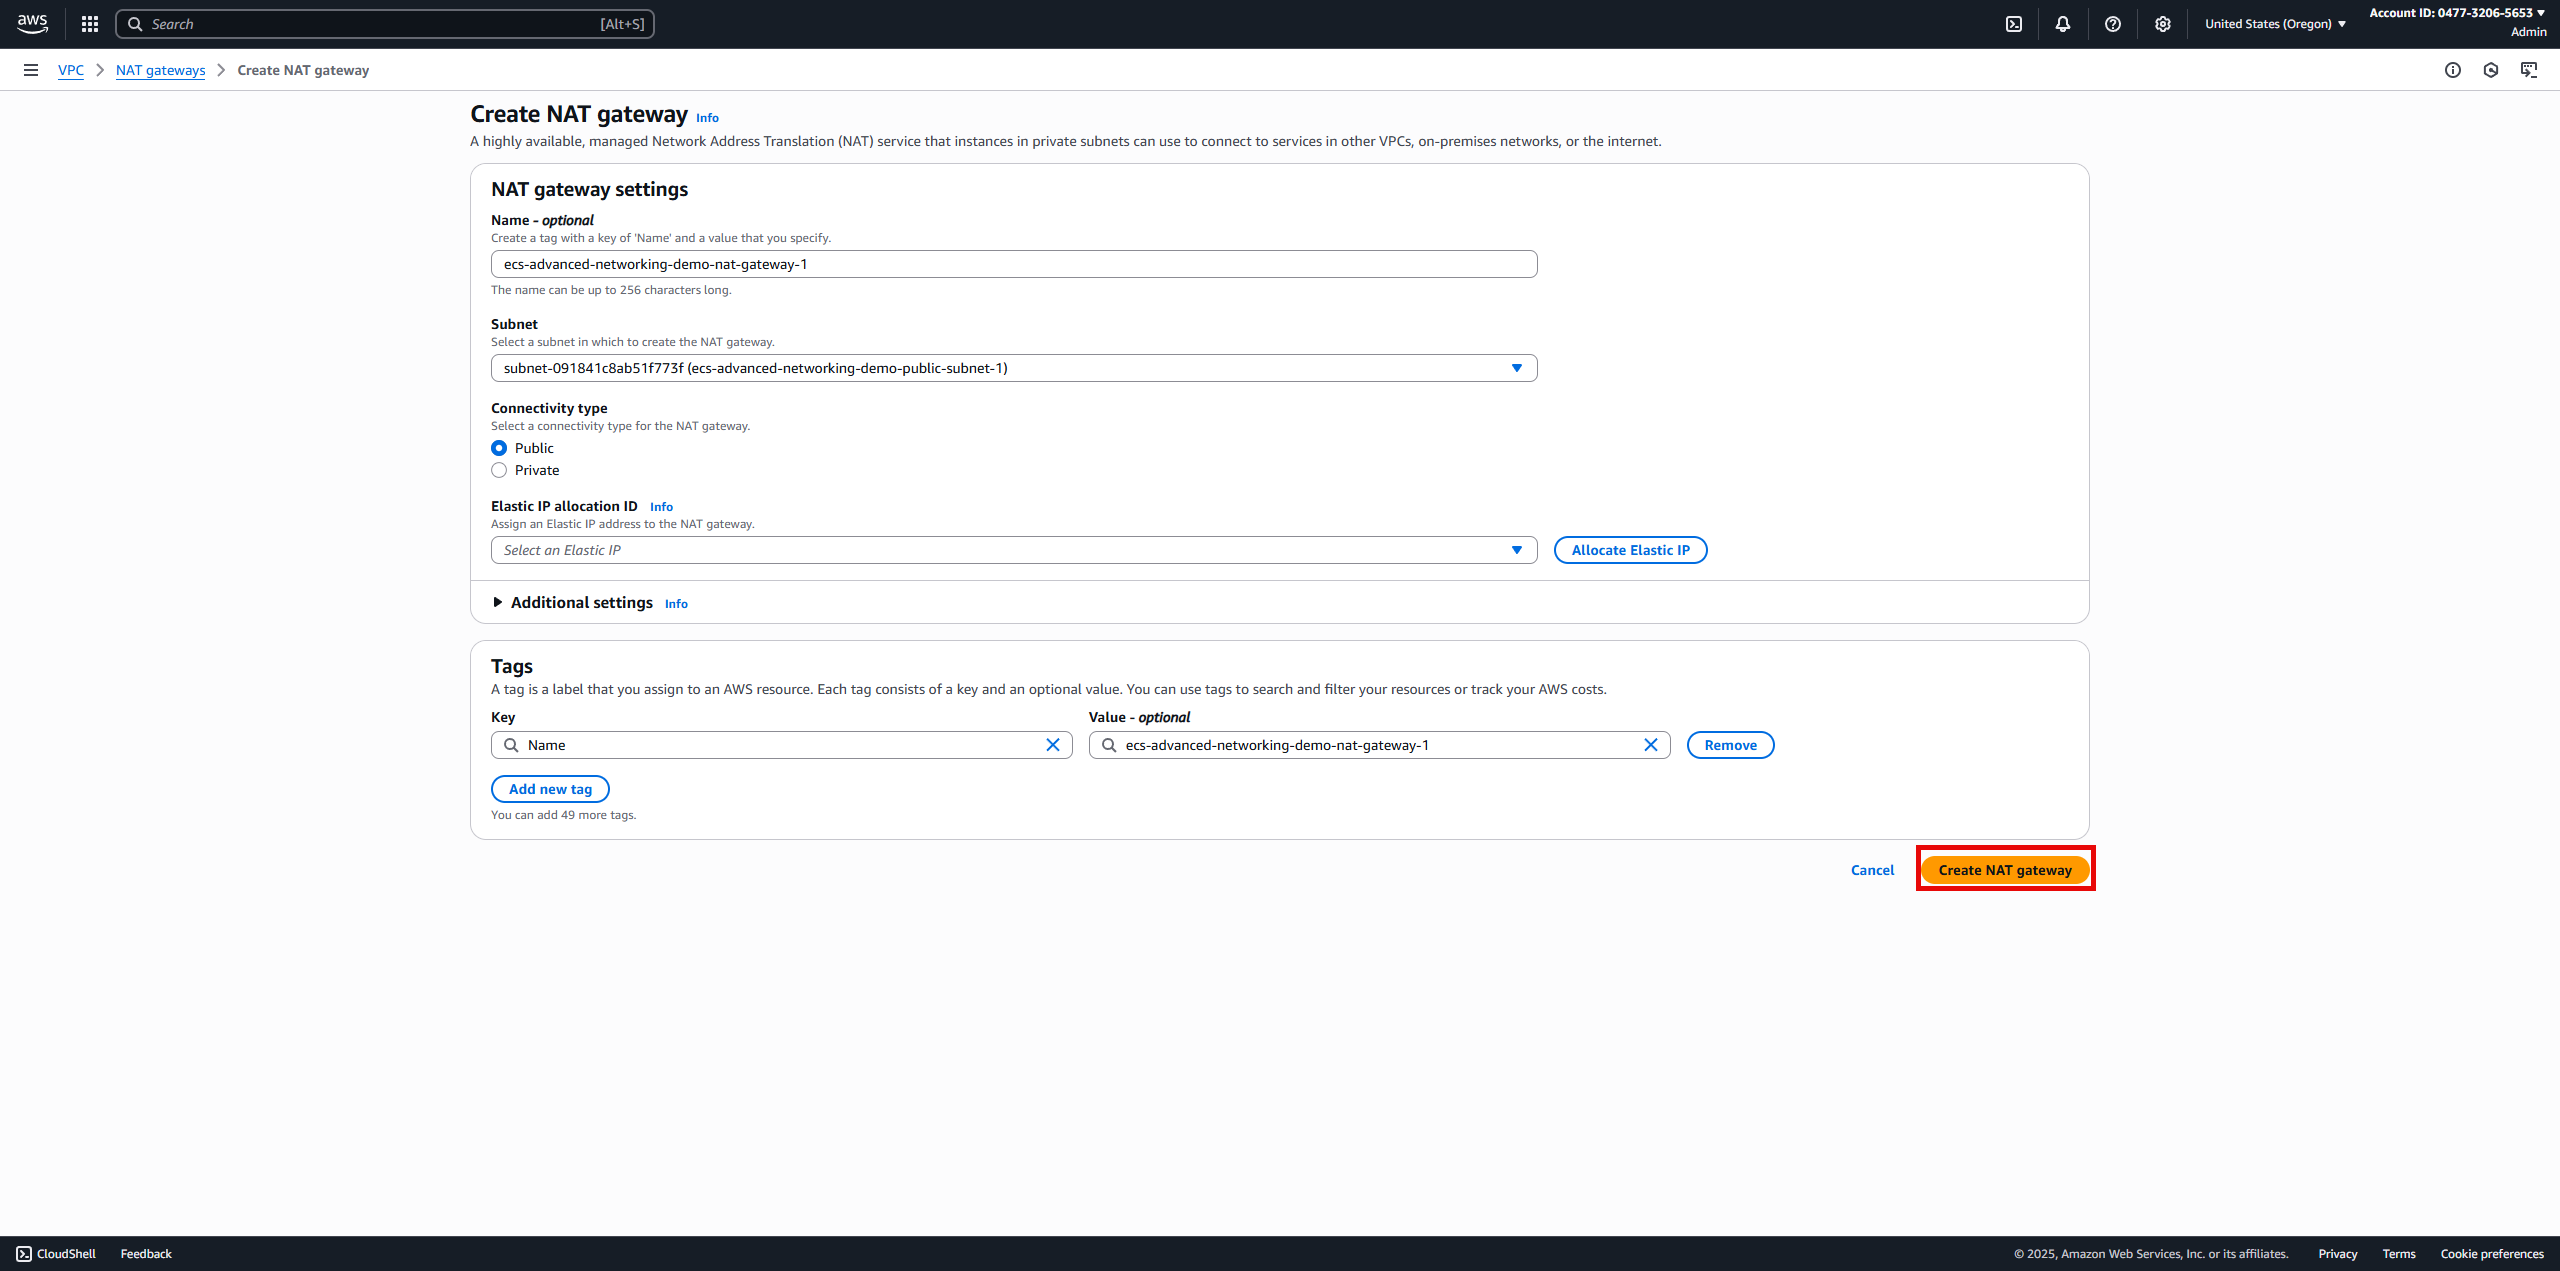 aws
Search [Alt+S]
United States (Oregon)
Account ID: 0477-3206-5653
Admin
VPC
NAT gateways
Create NAT gateway
Create NAT gateway Info
A highly available, managed Network Address Translation (NAT) service that instances in private subnets can use to connect to services in other VPCs, on-premises networks, or the internet.
NAT gateway settings
Name - optional
Create a tag with a key of 'Name' and a value that you specify.
ecs-advanced-networking-demo-nat-gateway-1
The name can be up to 256 characters long.
Subnet
Select a subnet in which to create the NAT gateway.
subnet-091841c8ab51f773f (ecs-advanced-networking-demo-public-subnet-1)
Connectivity type
Select a connectivity type for the NAT gateway.
Public
Private
Elastic IP allocation ID Info
Assign an Elastic IP address to the NAT gateway.
Select an Elastic IP
Allocate Elastic IP
Additional settings Info
Tags
A tag is a label that you assign to an AWS resource. Each tag consists of a key and an optional value. You can use tags to search and filter your resources or track your AWS costs.
Key
Value - optional
Name
ecs-advanced-networking-demo-nat-gateway-1
Remove
Add new tag
You can add 49 more tags.
Cancel
Create NAT gateway
CloudShell
Feedback
© 2025, Amazon Web Services, Inc. or its affiliates.
Privacy
Terms
Cookie preferences